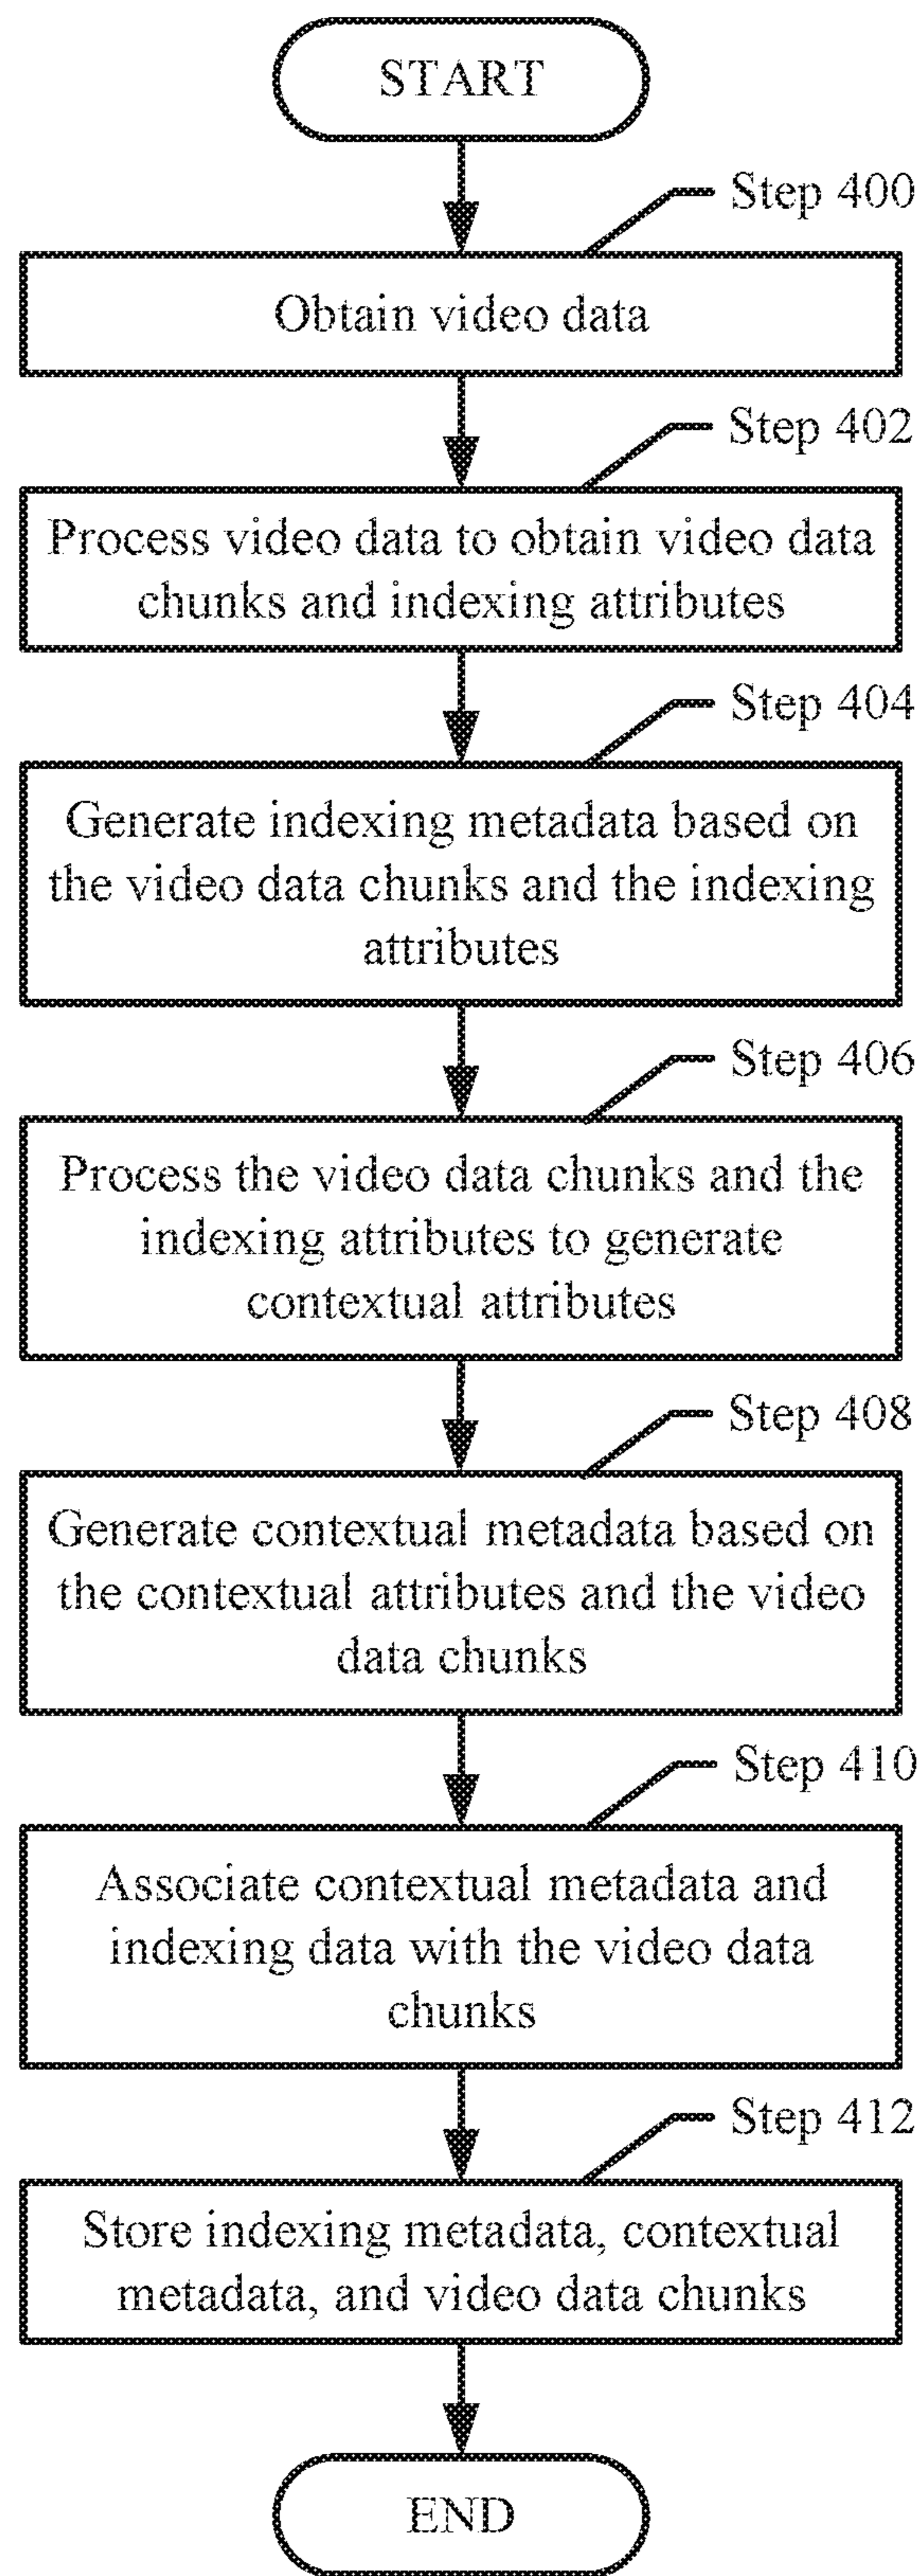 START
Step 400
Obtain video data
Step 402
Process video data to obtain video data
chunks and indexing attributes
Step 404
Generate indexing metadata based on
the video data chunks and the indexing
attributes
Step 406
Process the video data chunks and the
indexing attributes to generate
contextual attributes
Step 408
Generate contextual metadata based on
the contextual attributes and the video
data chunks
Step 410
Associate contextual metadata and
indexing data with the video data
chunks
Step 412
Store indexing metadata, contextual
metadata, and video data chunks
END